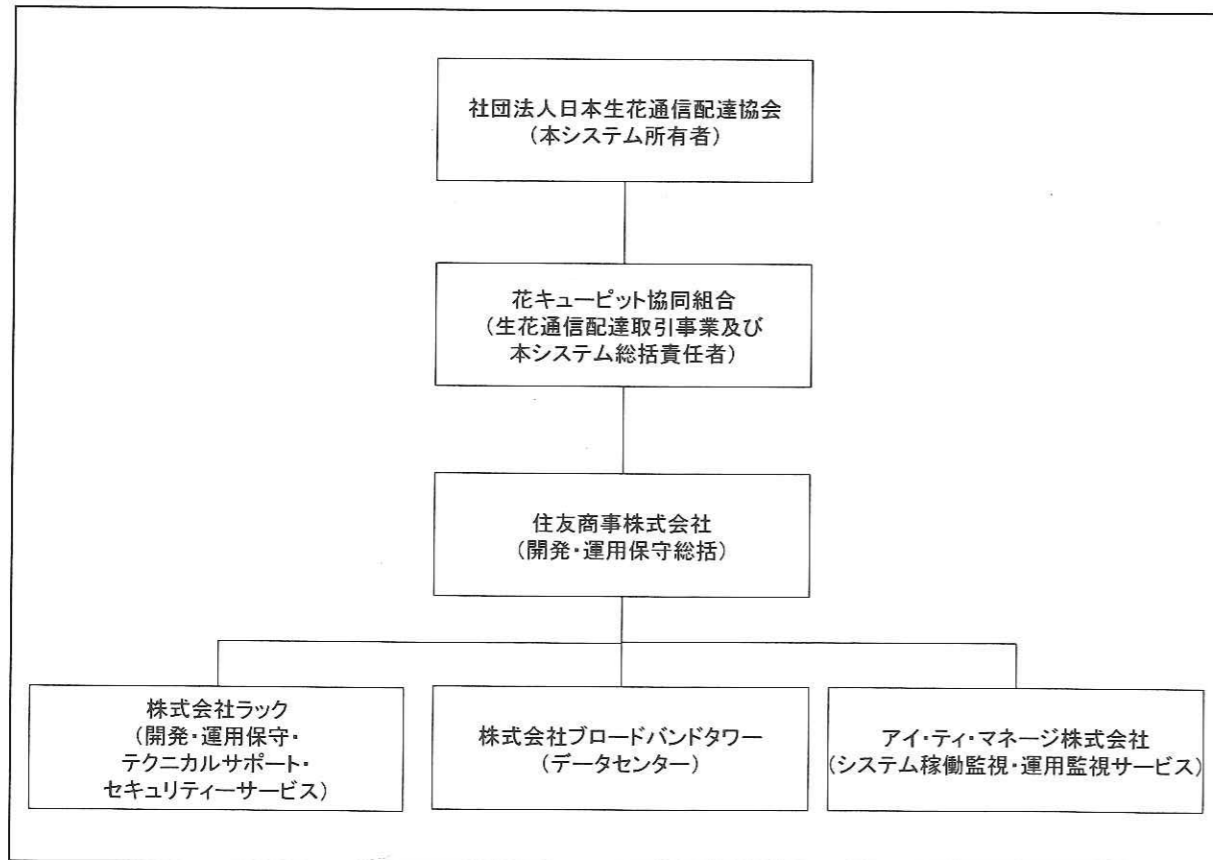 社団法人日本生花通信配達協会
(本システム所有者)
花キューピット協同組合
(生花通信配達取引事業及び
本システム総括責任者)
住友商事株式会社
(開発・運用保守総括)
株式会社ラック
(開発・運用保守・
テクニカルサポート・
セキュリティーサービス)
株式会社ブロードバンドタワー
(データセンター)
アイ・ティ・マネージ株式会社
(システム稼働監視・運用監視サービス)